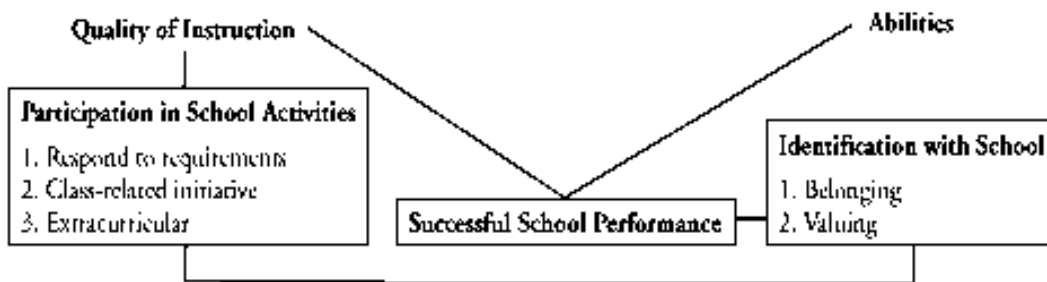 Quality of Instruction
Abilities
Participation in School Activities
1. Respond to requirements
2. Class-related initiative
3. Extracurricular
Successful School Performance
Identification with School
1. Belonging
2. Valuing